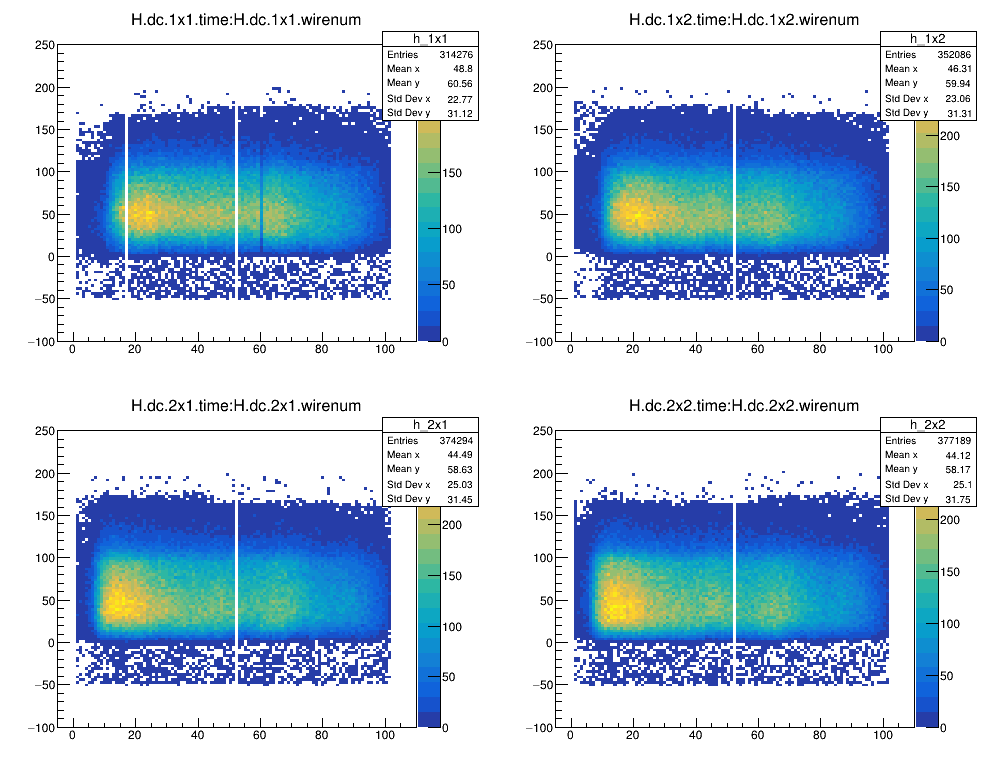 H.dc.1x1.time:H.dc.1x1.wirenum
h_1x1
Entries 314276
Mean x 48.8
Mean y 60.56
Std Dev x 22.77
Std Dev y 31.12
250
200
150
100
50
0
−50
−100
0 20 40 60 80 100
150
100
50
0
H.dc.1x2.time:H.dc.1x2.wirenum
h_1x2
Entries 352086
Mean x 46.31
Mean y 59.94
Std Dev x 23.06
Std Dev y 31.31
250
200
150
100
50
0
−50
−100
0 20 40 60 80 100
200
150
100
50
0
H.dc.2x1.time:H.dc.2x1.wirenum
h_2x1
Entries 374294
Mean x 44.49
Mean y 58.63
Std Dev x 25.03
Std Dev y 31.45
250
200
150
100
50
0
−50
−100
0 20 40 60 80 100
200
150
100
50
0
H.dc.2x2.time:H.dc.2x2.wirenum
h_2x2
Entries 377189
Mean x 44.12
Mean y 58.17
Std Dev x 25.1
Std Dev y 31.75
250
200
150
100
50
0
−50
−100
0 20 40 60 80 100
200
150
100
50
0